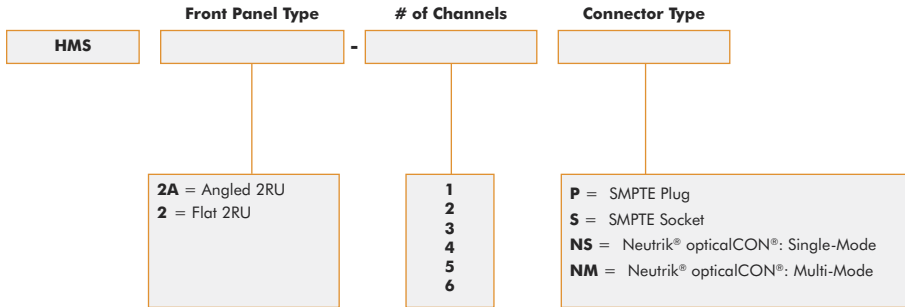 Front Panel Type # of Channels Connector Type
HMS -
2A = Angled 2RU
2 = Flat 2RU
1
2
3
4
5
6
P = SMPTE Plug
S = SMPTE Socket
NS = Neutrik® opticalCON®: Single-Mode
NM = Neutrik® opticalCON®: Multi-Mode